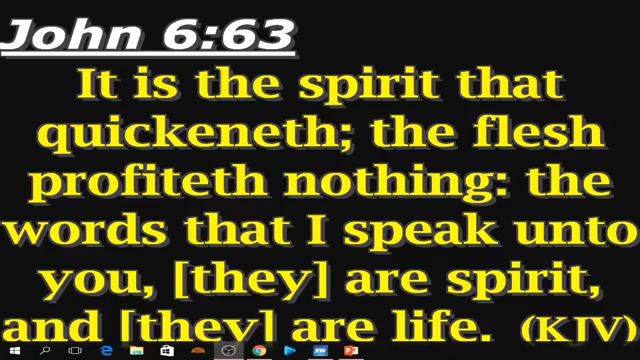 John 6:63
It is the spirit that
quickeneth; the flesh
profiteth nothing: the
words that I speak unto
you, [they] are spirit,
and [they] are life. (KJV)